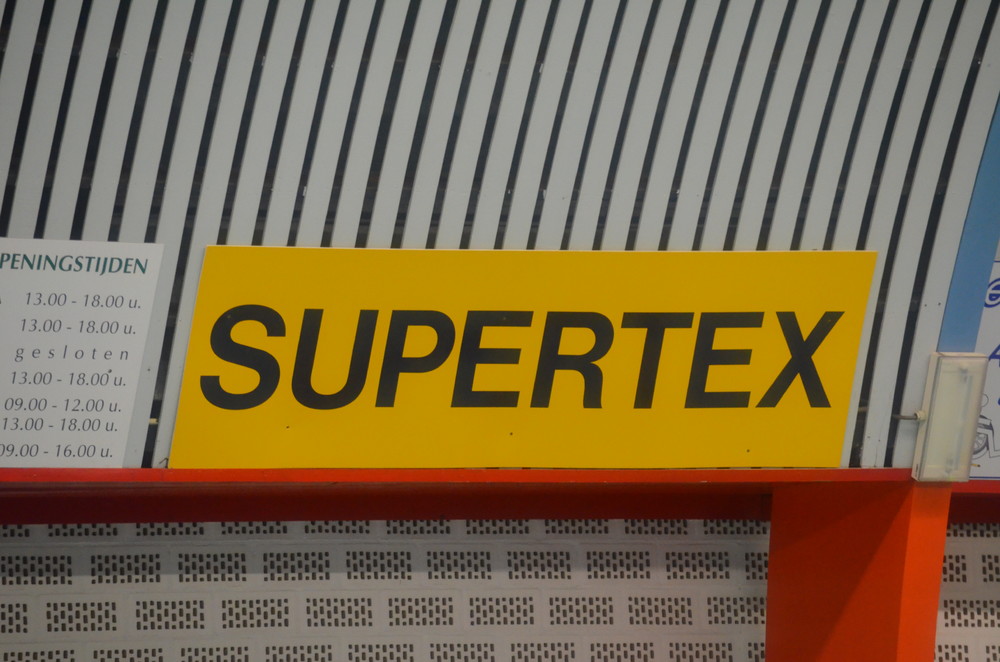 PENINGSTIJDEN
13.00 - 18.00 u.
13.00 - 18.00 u.
gesloten
13.00 - 18.00 u.
09.00 - 12.00 u.
13.00 - 18.00 u.
09.00 - 16.00 u.
SUPERTEX